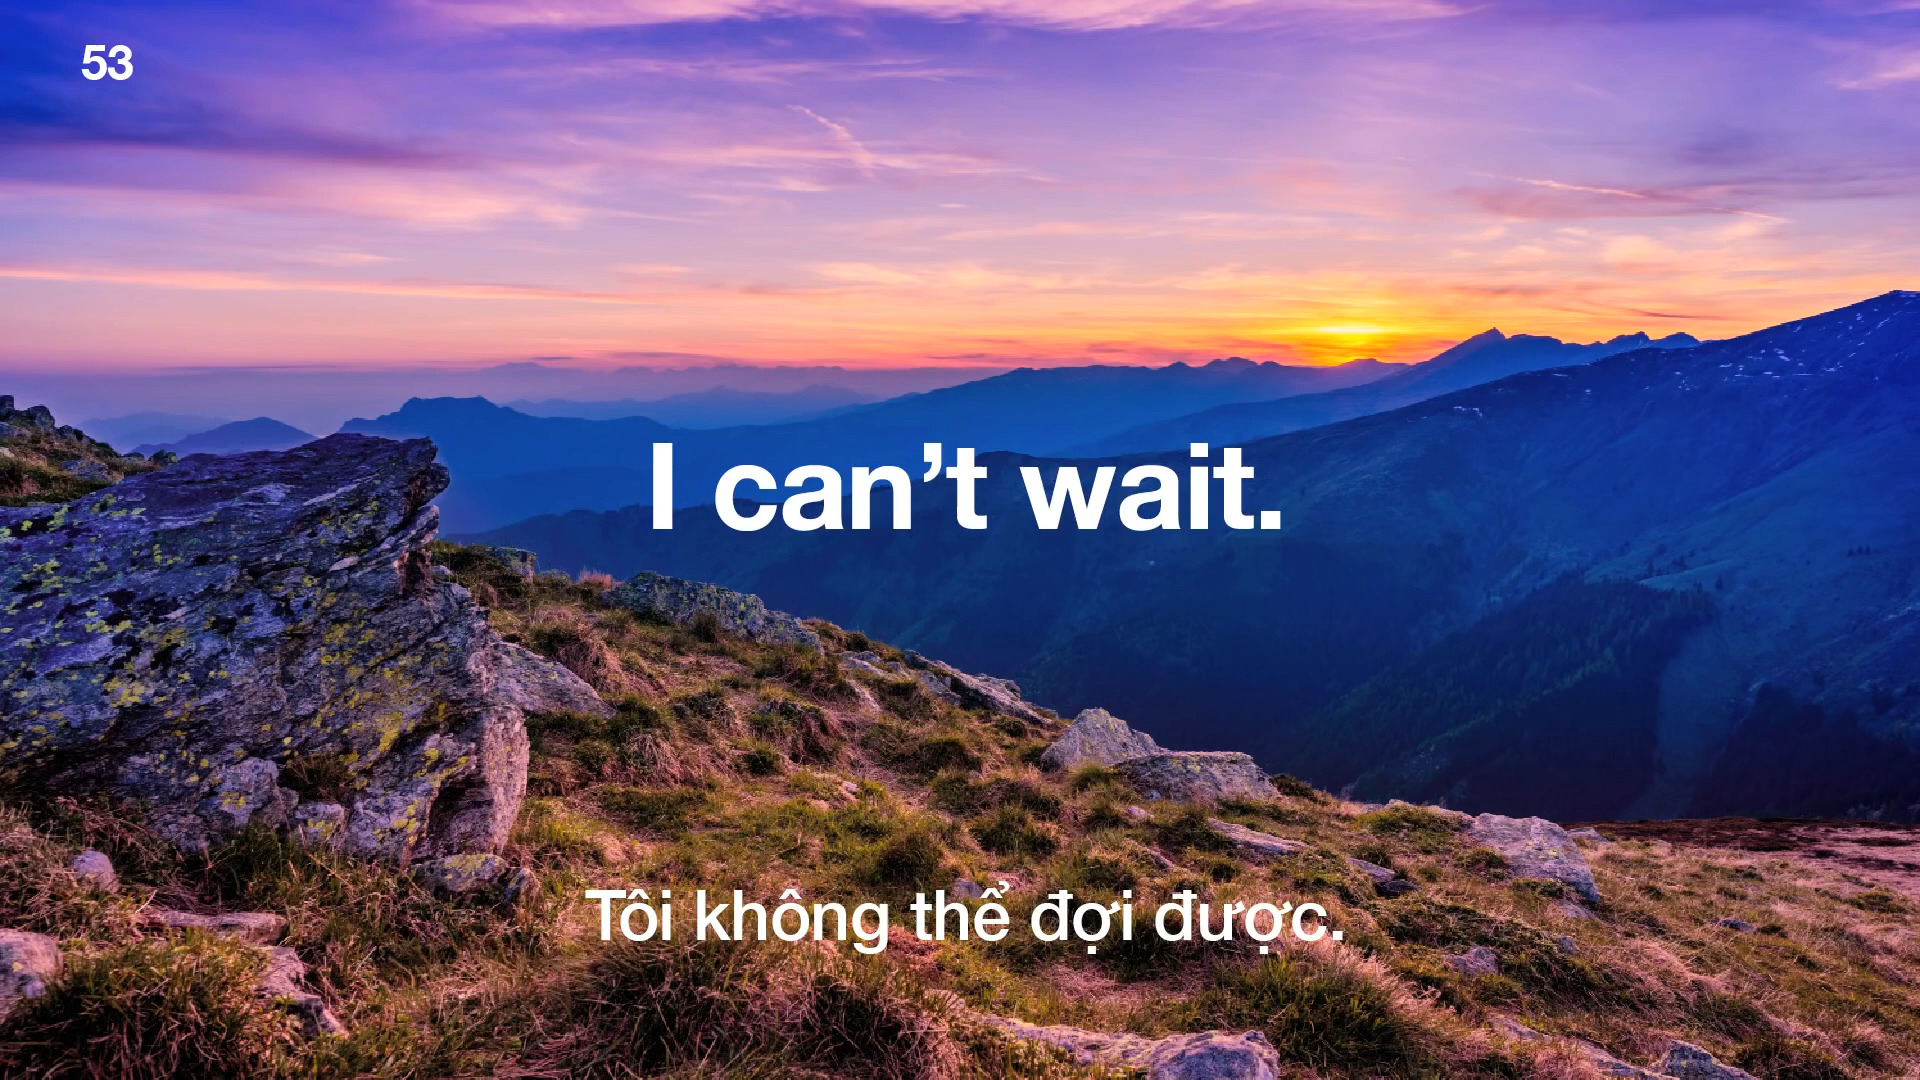 53
I can’t wait.
Tôi không thể đợi được.